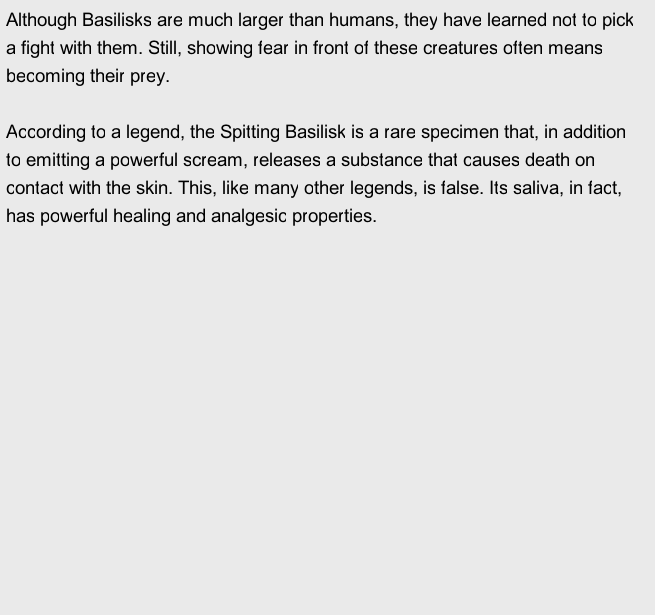 Although Basilisks are much larger than humans, they have learned not to pick
a fight with them. Still, showing fear in front of these creatures often means
becoming their prey.

According to a legend, the Spitting Basilisk is a rare specimen that, in addition
to emitting a powerful scream, releases a substance that causes death on
contact with the skin. This, like many other legends, is false. Its saliva, in fact,
has powerful healing and analgesic properties.